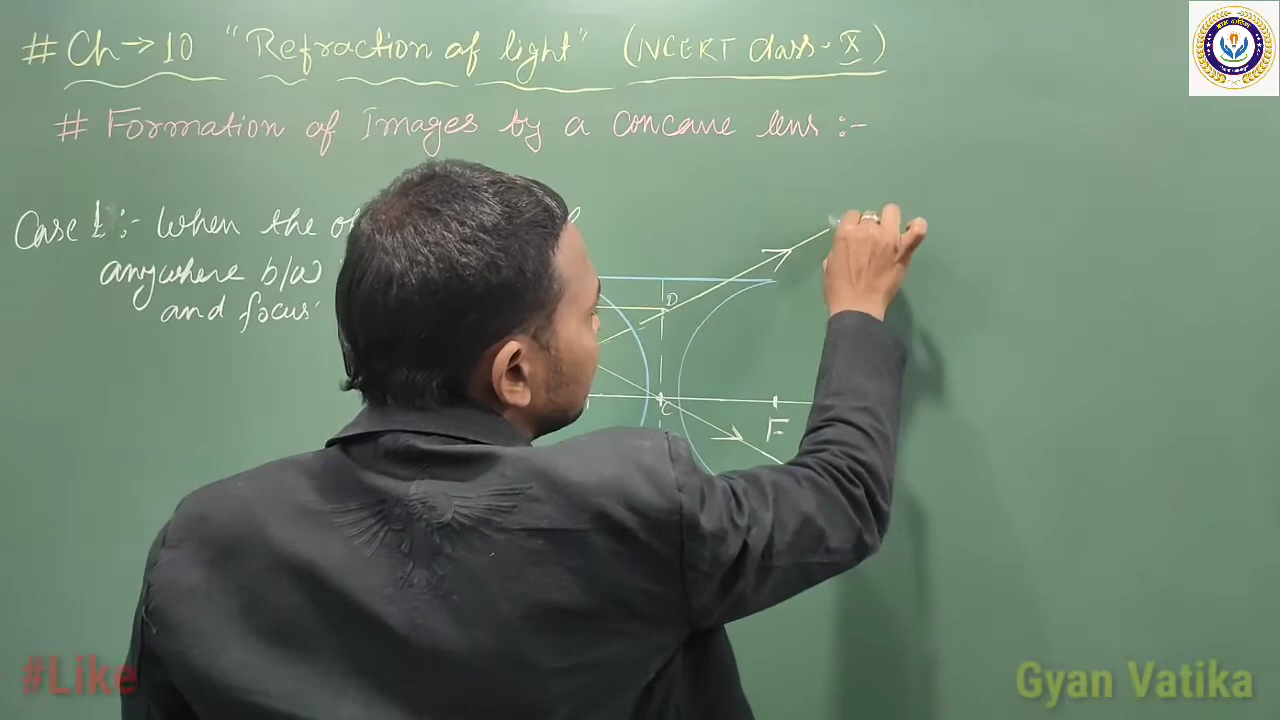 # Ch → 10 "Refraction of light" (NCERT Class - X)
# Formation of Images by a concave lens :-
Case 1 :- When the
anywhere b/w
and focus
D
C
F
#Like
Gyan Vatika